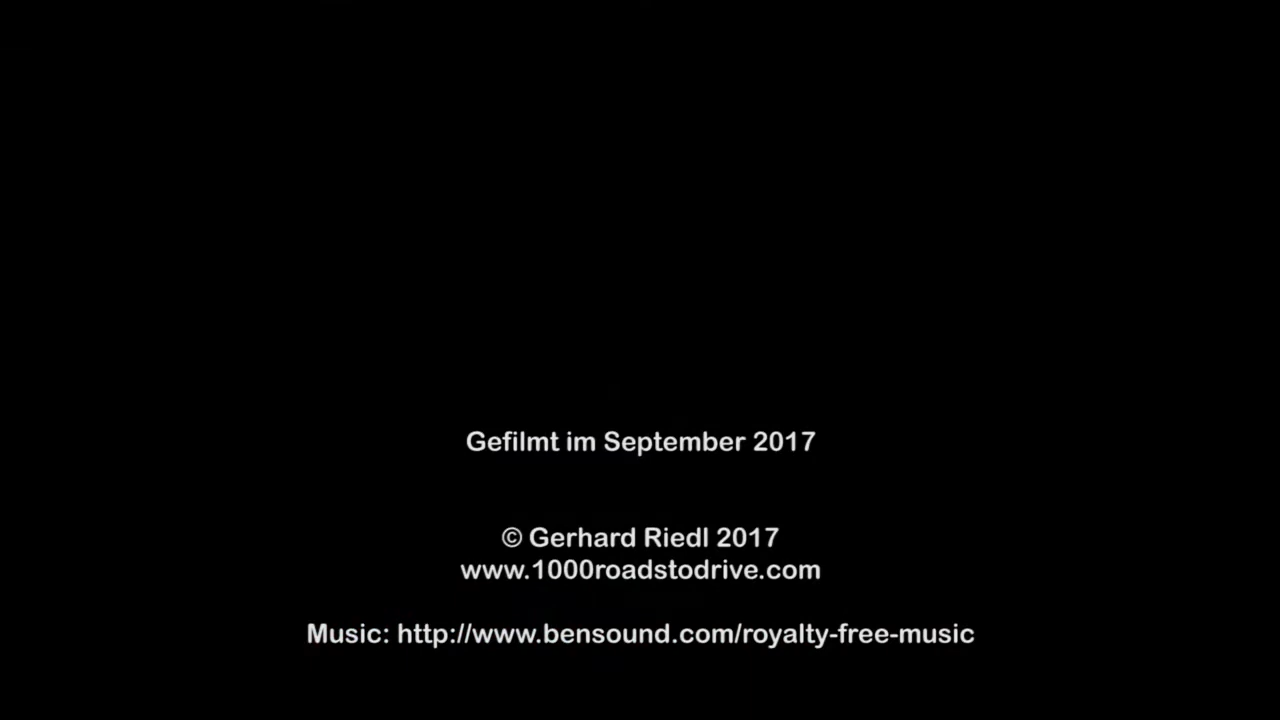 Gefilmt im September 2017
© Gerhard Riedl 2017
www.1000roadstodrive.com
Music: http://www.bensound.com/royalty-free-music